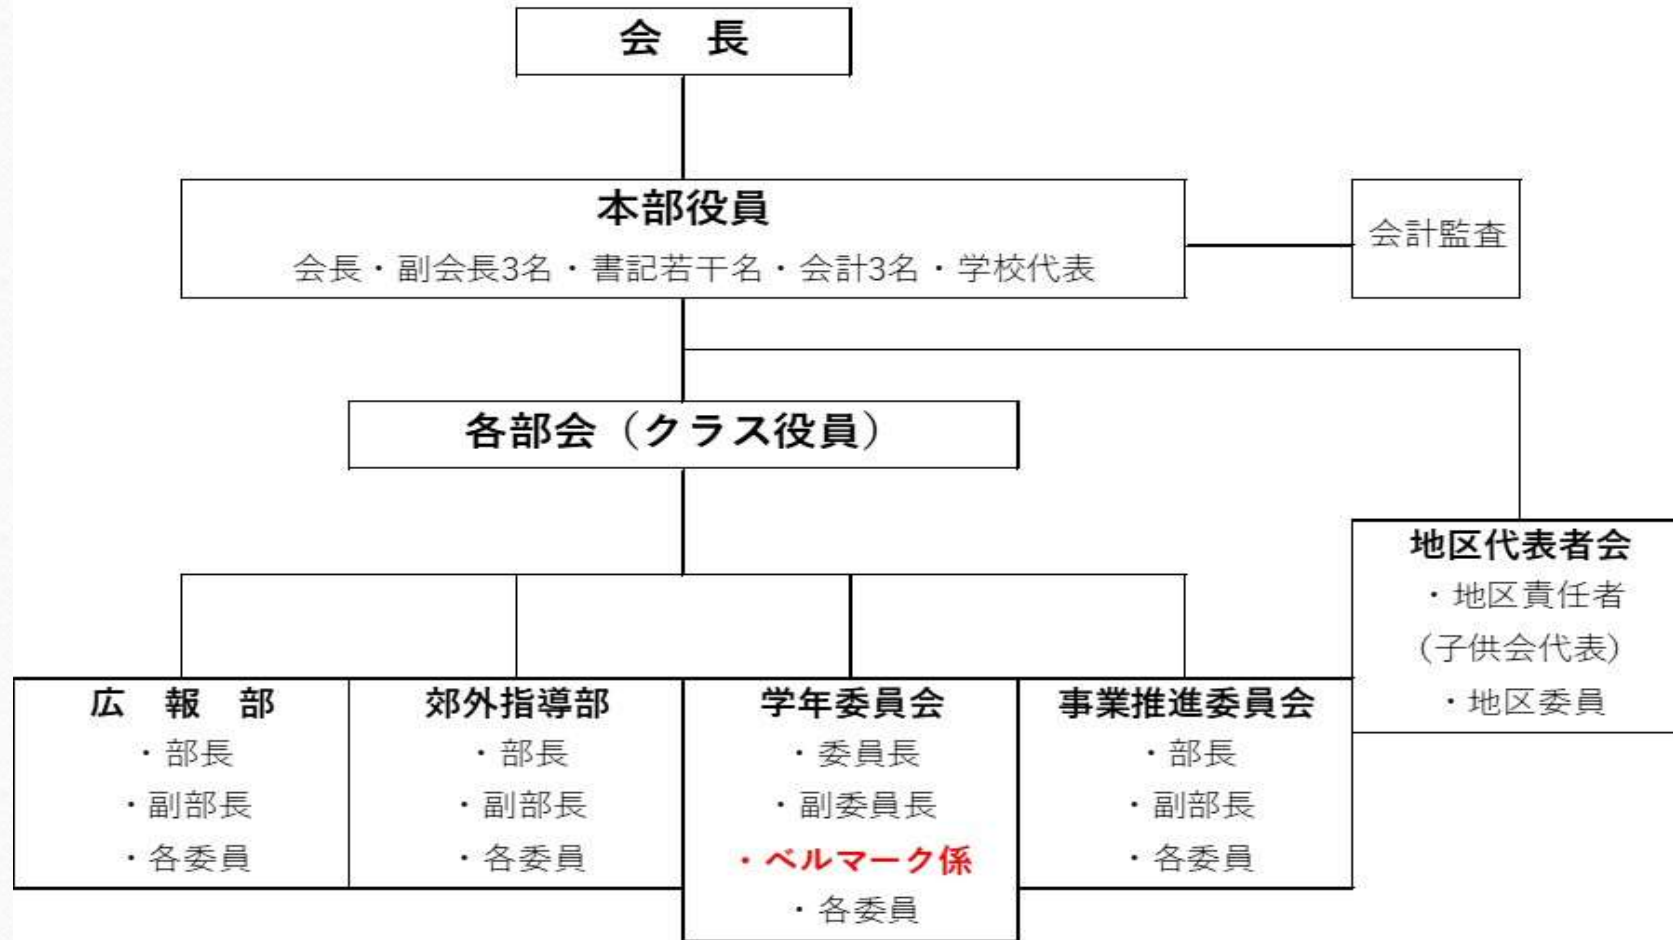 会　長
本部役員
会長・副会長3名・書記若干名・会計3名・学校代表
会計監査
各部会（クラス役員）
地区代表者会
・地区責任者
(子供会代表)
・地区委員
広　報　部
・部長
・副部長
・各委員
郊外指導部
・部長
・副部長
・各委員
学年委員会
・委員長
・副委員長
・ベルマーク係
・各委員
事業推進委員会
・部長
・副部長
・各委員